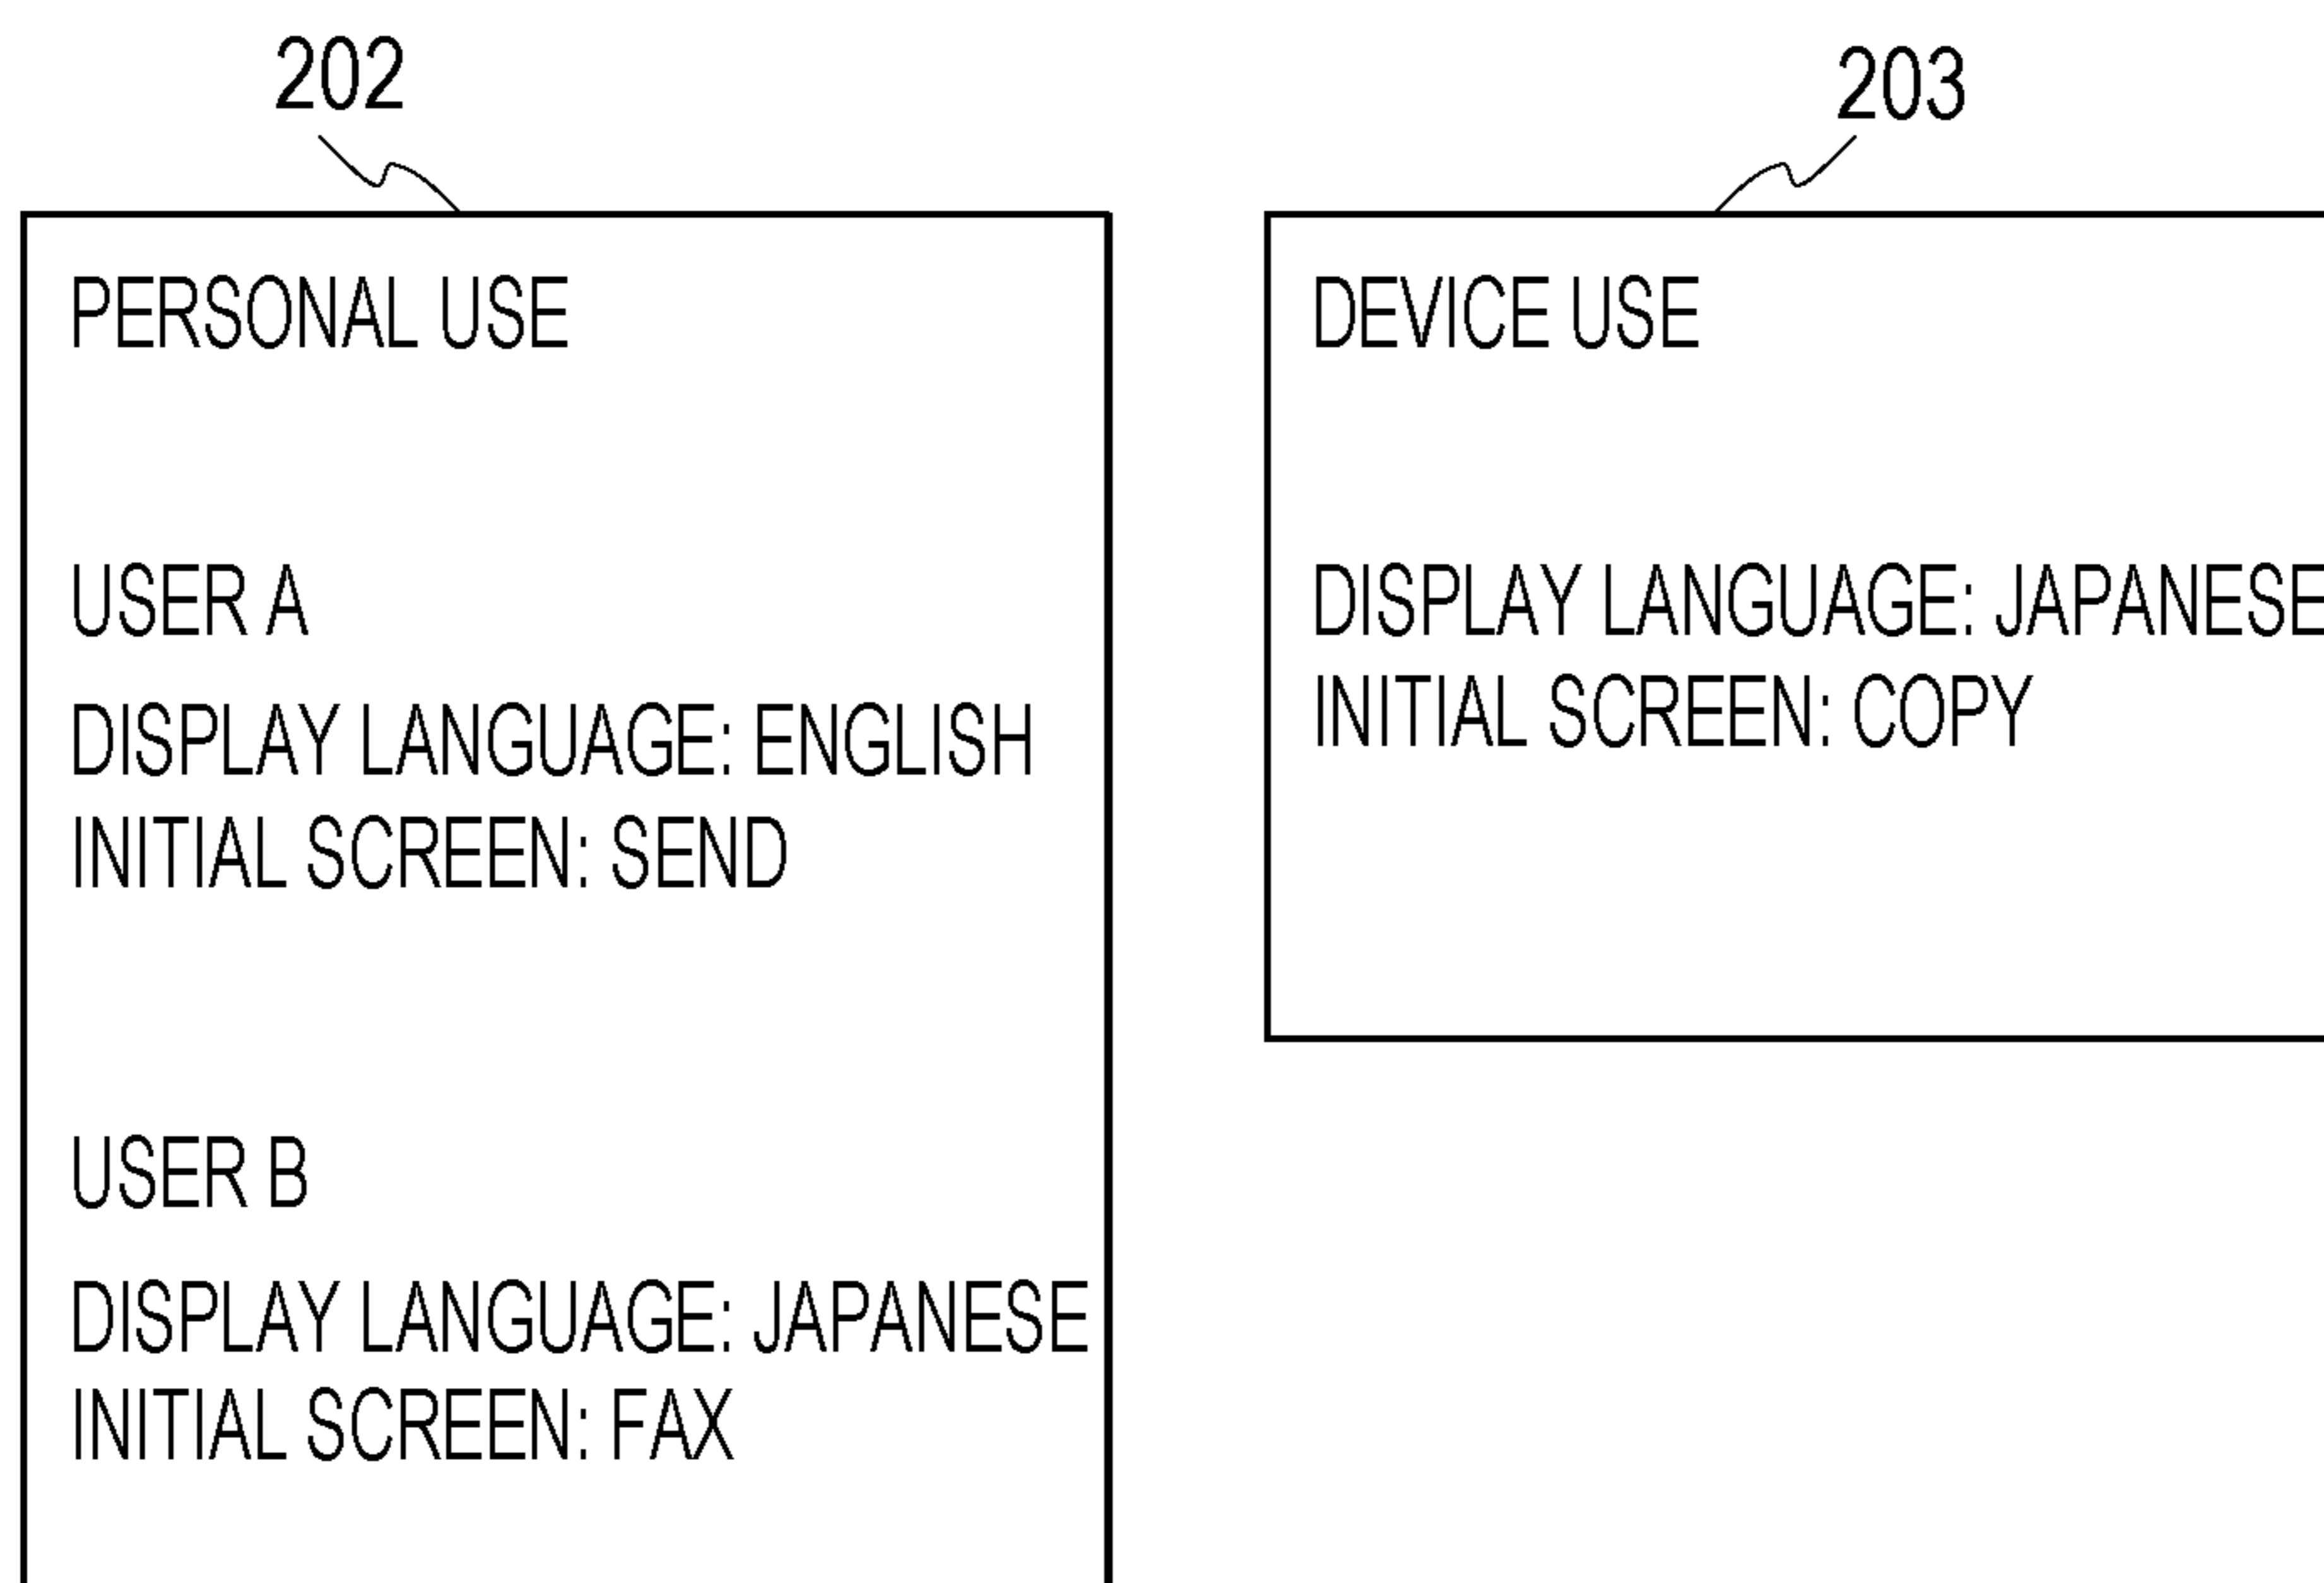 202
PERSONAL USE
USER A
DISPLAY LANGUAGE: ENGLISH
INITIAL SCREEN: SEND
USER B
DISPLAY LANGUAGE: JAPANESE
INITIAL SCREEN: FAX
203
DEVICE USE
DISPLAY LANGUAGE: JAPANESE
INITIAL SCREEN: COPY